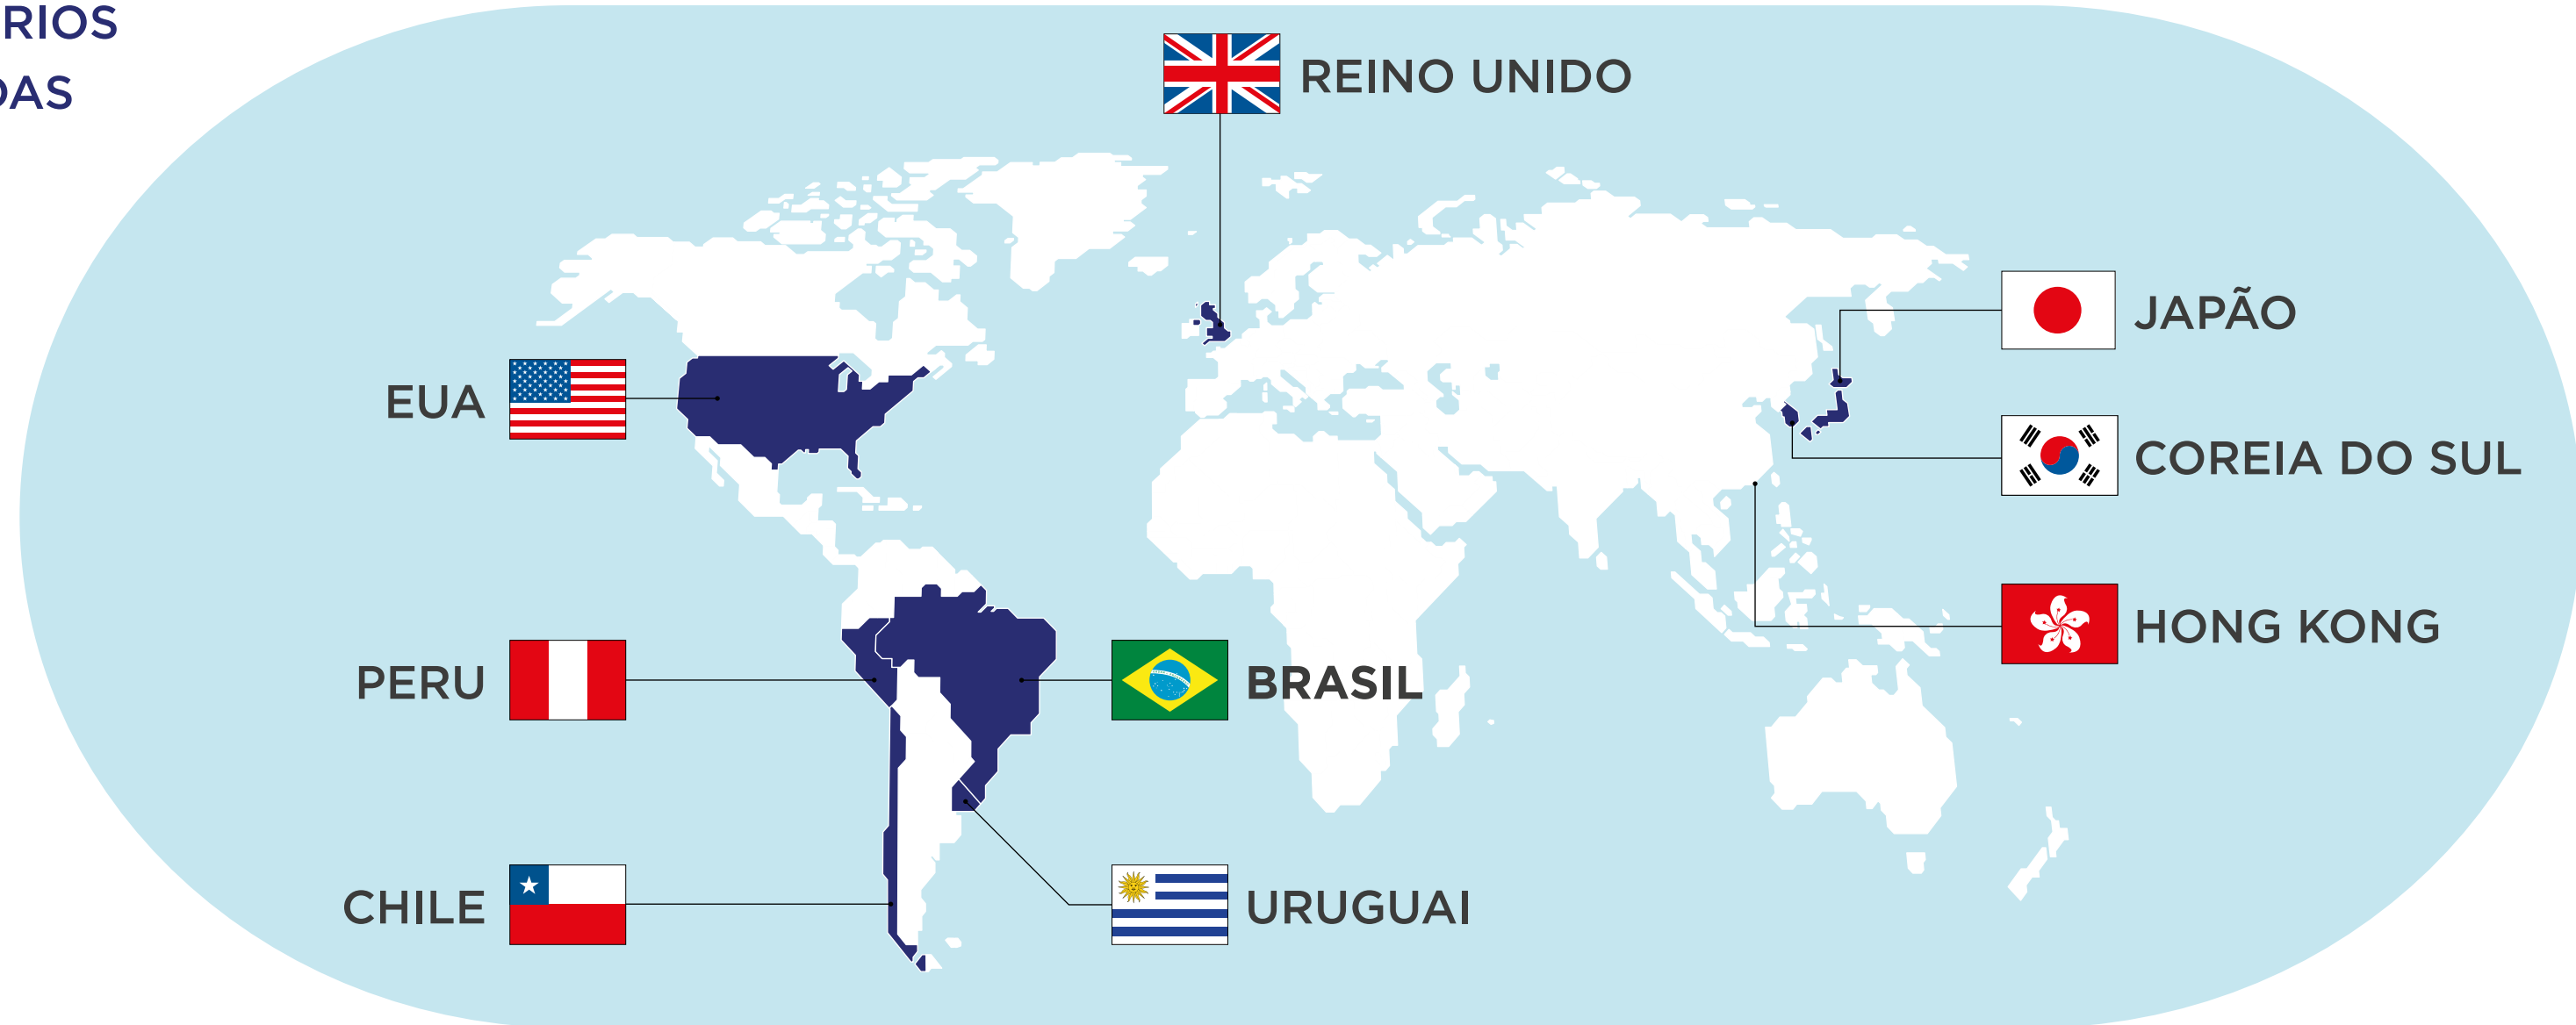 RIOS
DAS
REINO UNIDO
JAPÃO
EUA
COREIA DO SUL
HONG KONG
PERU
BRASIL
CHILE
URUGUAI